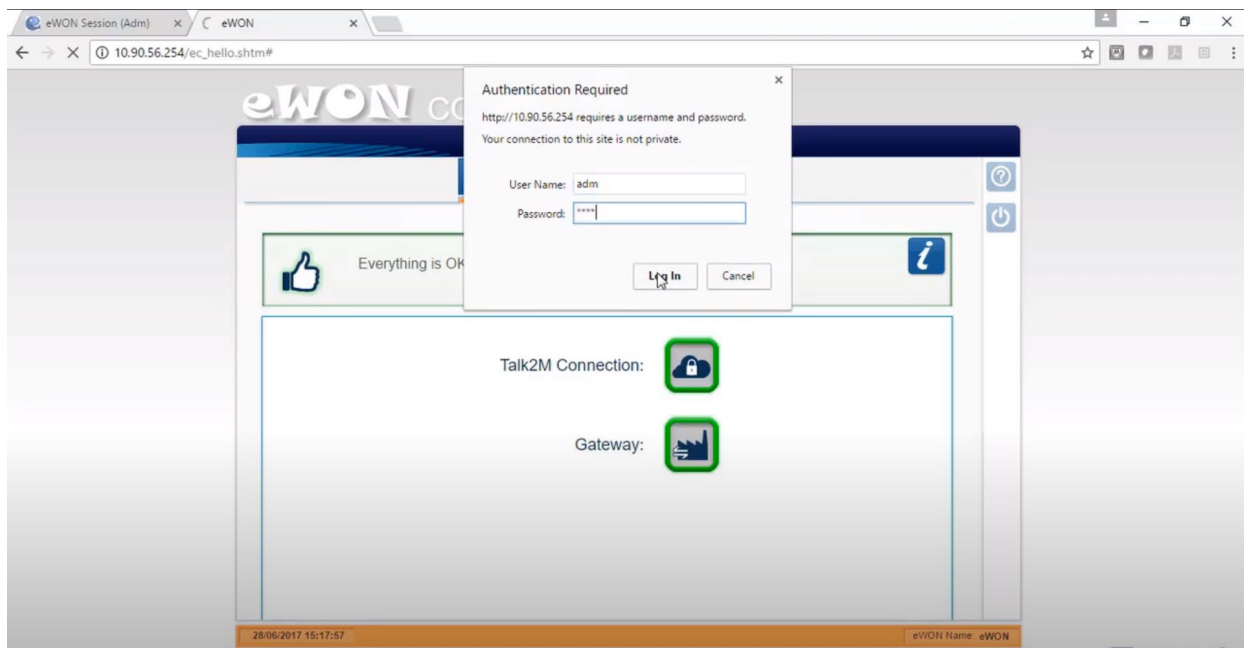 eWON Session (Adm)
eWON
10.90.56.254/ec_hello.shtm#
eWON
Authentication Required
http://10.90.56.254 requires a username and password.
Your connection to this site is not private.
User Name: adm
Password: ****
Log In
Cancel
Everything is OK
i
?
Talk2M Connection:
Gateway:
28/06/2017 15:17:57
eWON Name: eWON